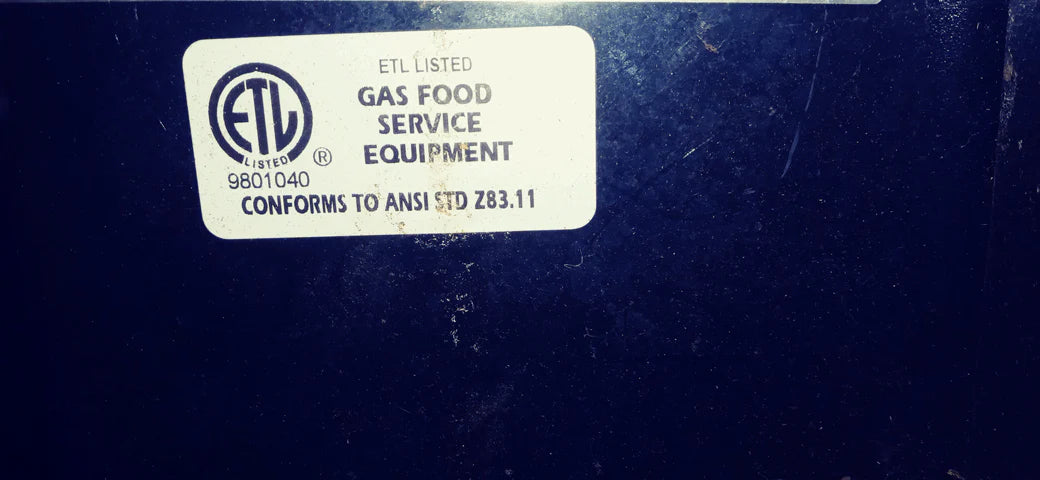 ETL LISTED
GAS FOOD
SERVICE
EQUIPMENT
ETL
LISTED
®
9801040
CONFORMS TO ANSI STD Z83.11